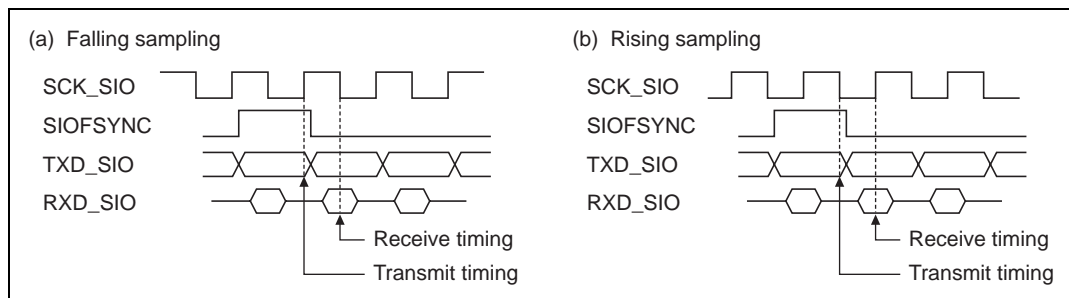 (a) Falling sampling
SCK_SIO
SIOFSYNC
TXD_SIO
RXD_SIO
Receive timing
Transmit timing
(b) Rising sampling
SCK_SIO
SIOFSYNC
TXD_SIO
RXD_SIO
Receive timing
Transmit timing